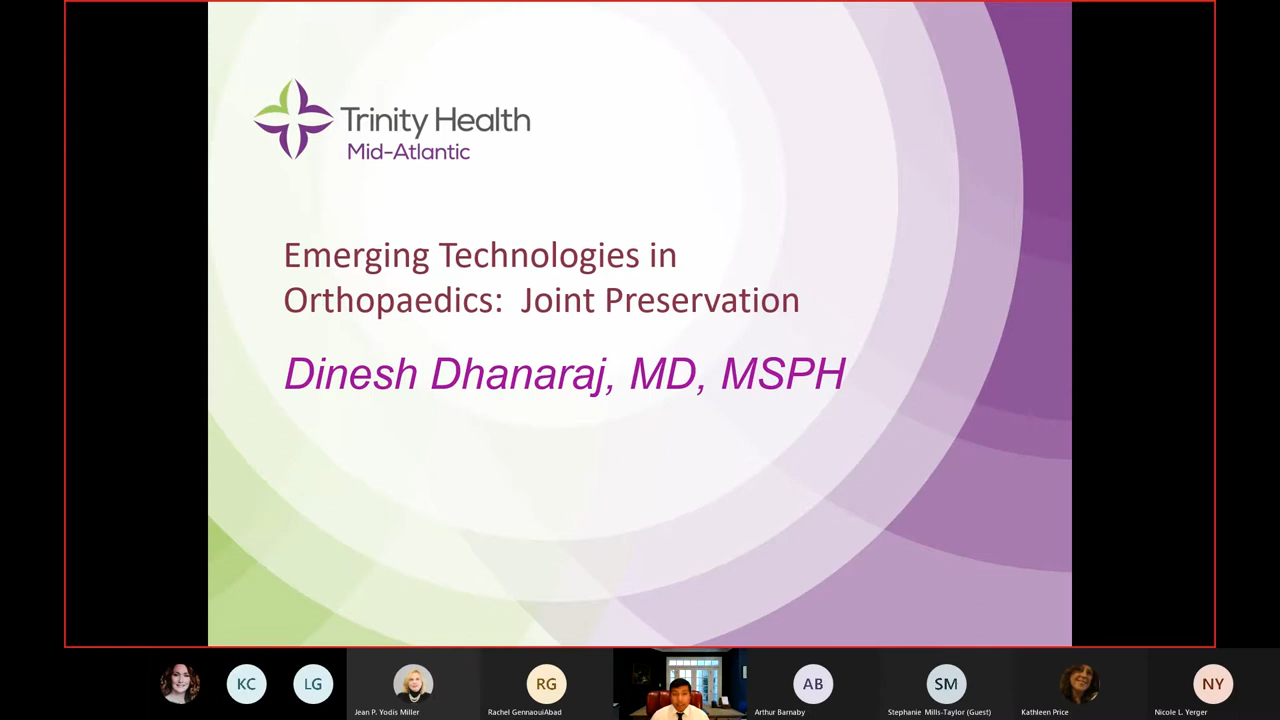 Trinity Health
Mid-Atlantic
Emerging Technologies in
Orthopaedics: Joint Preservation
Dinesh Dhanaraj, MD, MSPH
KC
LG
Jean P. Yodis Miller
RG
Rachel GennaouiAbad
AB
Arthur Barnaby
SM
Stephanie Mills-Taylor (Guest)
Kathleen Price
NY
Nicole L. Yerger